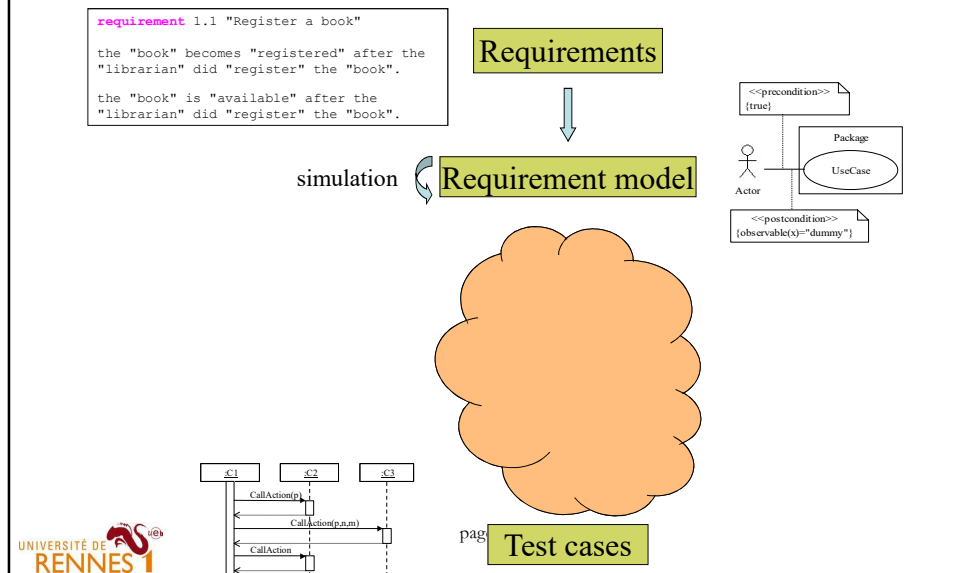 requirement 1.1 "Register a book"
the "book" becomes "registered" after the
"librarian" did "register" the "book".
the "book" is "available" after the
"librarian" did "register" the "book".
Requirements
<<precondition>>
{true}
Package
UseCase
Actor
simulation
Requirement model
<<postcondition>>
{observable(x)="dummy"}
:C1 :C2 :C3
CallAction(p)
CallAction(p,n,m)
CallAction
Test cases
UNIVERSITÉ DE
RENNES 1
ueb